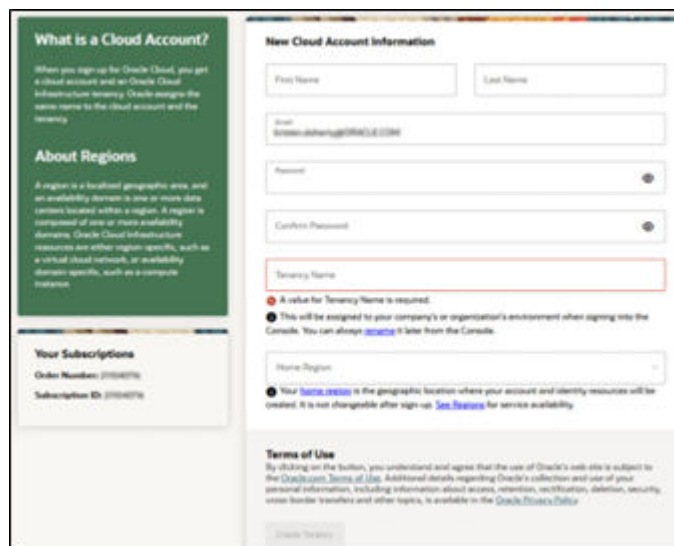 What is a Cloud Account?
When you sign up for Oracle Cloud, you get
a cloud account and an Oracle Cloud
Infrastructure tenancy. Oracle assigns the
same name to the cloud account and the
tenancy.
About Regions
A region is a localized geographic area, and
an availability domain is one or more data
centers located within a region. A region is
composed of one or more availability
domains. Oracle Cloud Infrastructure
resources are either region specific, such as
a virtual cloud network, or availability
domain-specific, such as a compute
instance.
Your Subscriptions
Order Number:
Subscription ID:
New Cloud Account Information
First Name
Last Name
Email
@ORACLE.COM
Password
Confirm Password
Tenancy Name
A value for Tenancy Name is required.
This will be assigned to your company's or organization's environment when signing into the
Console. You can always rename it later from the Console.
Home Region
Your home region is the geographic location where your account and identity resources will be
created. It is not changeable after sign-up. See Regions for service availability.
Terms of Use
By clicking on the button, you understand and agree that the use of Oracle's web site is subject to
the Oracle.com Terms of Use. Additional details regarding Oracle's collection and use of your
personal information, including information about access, retention, rectification, deletion, security,
cross-border transfers and other topics, is available in the Oracle Privacy Policy.
Create Tenancy